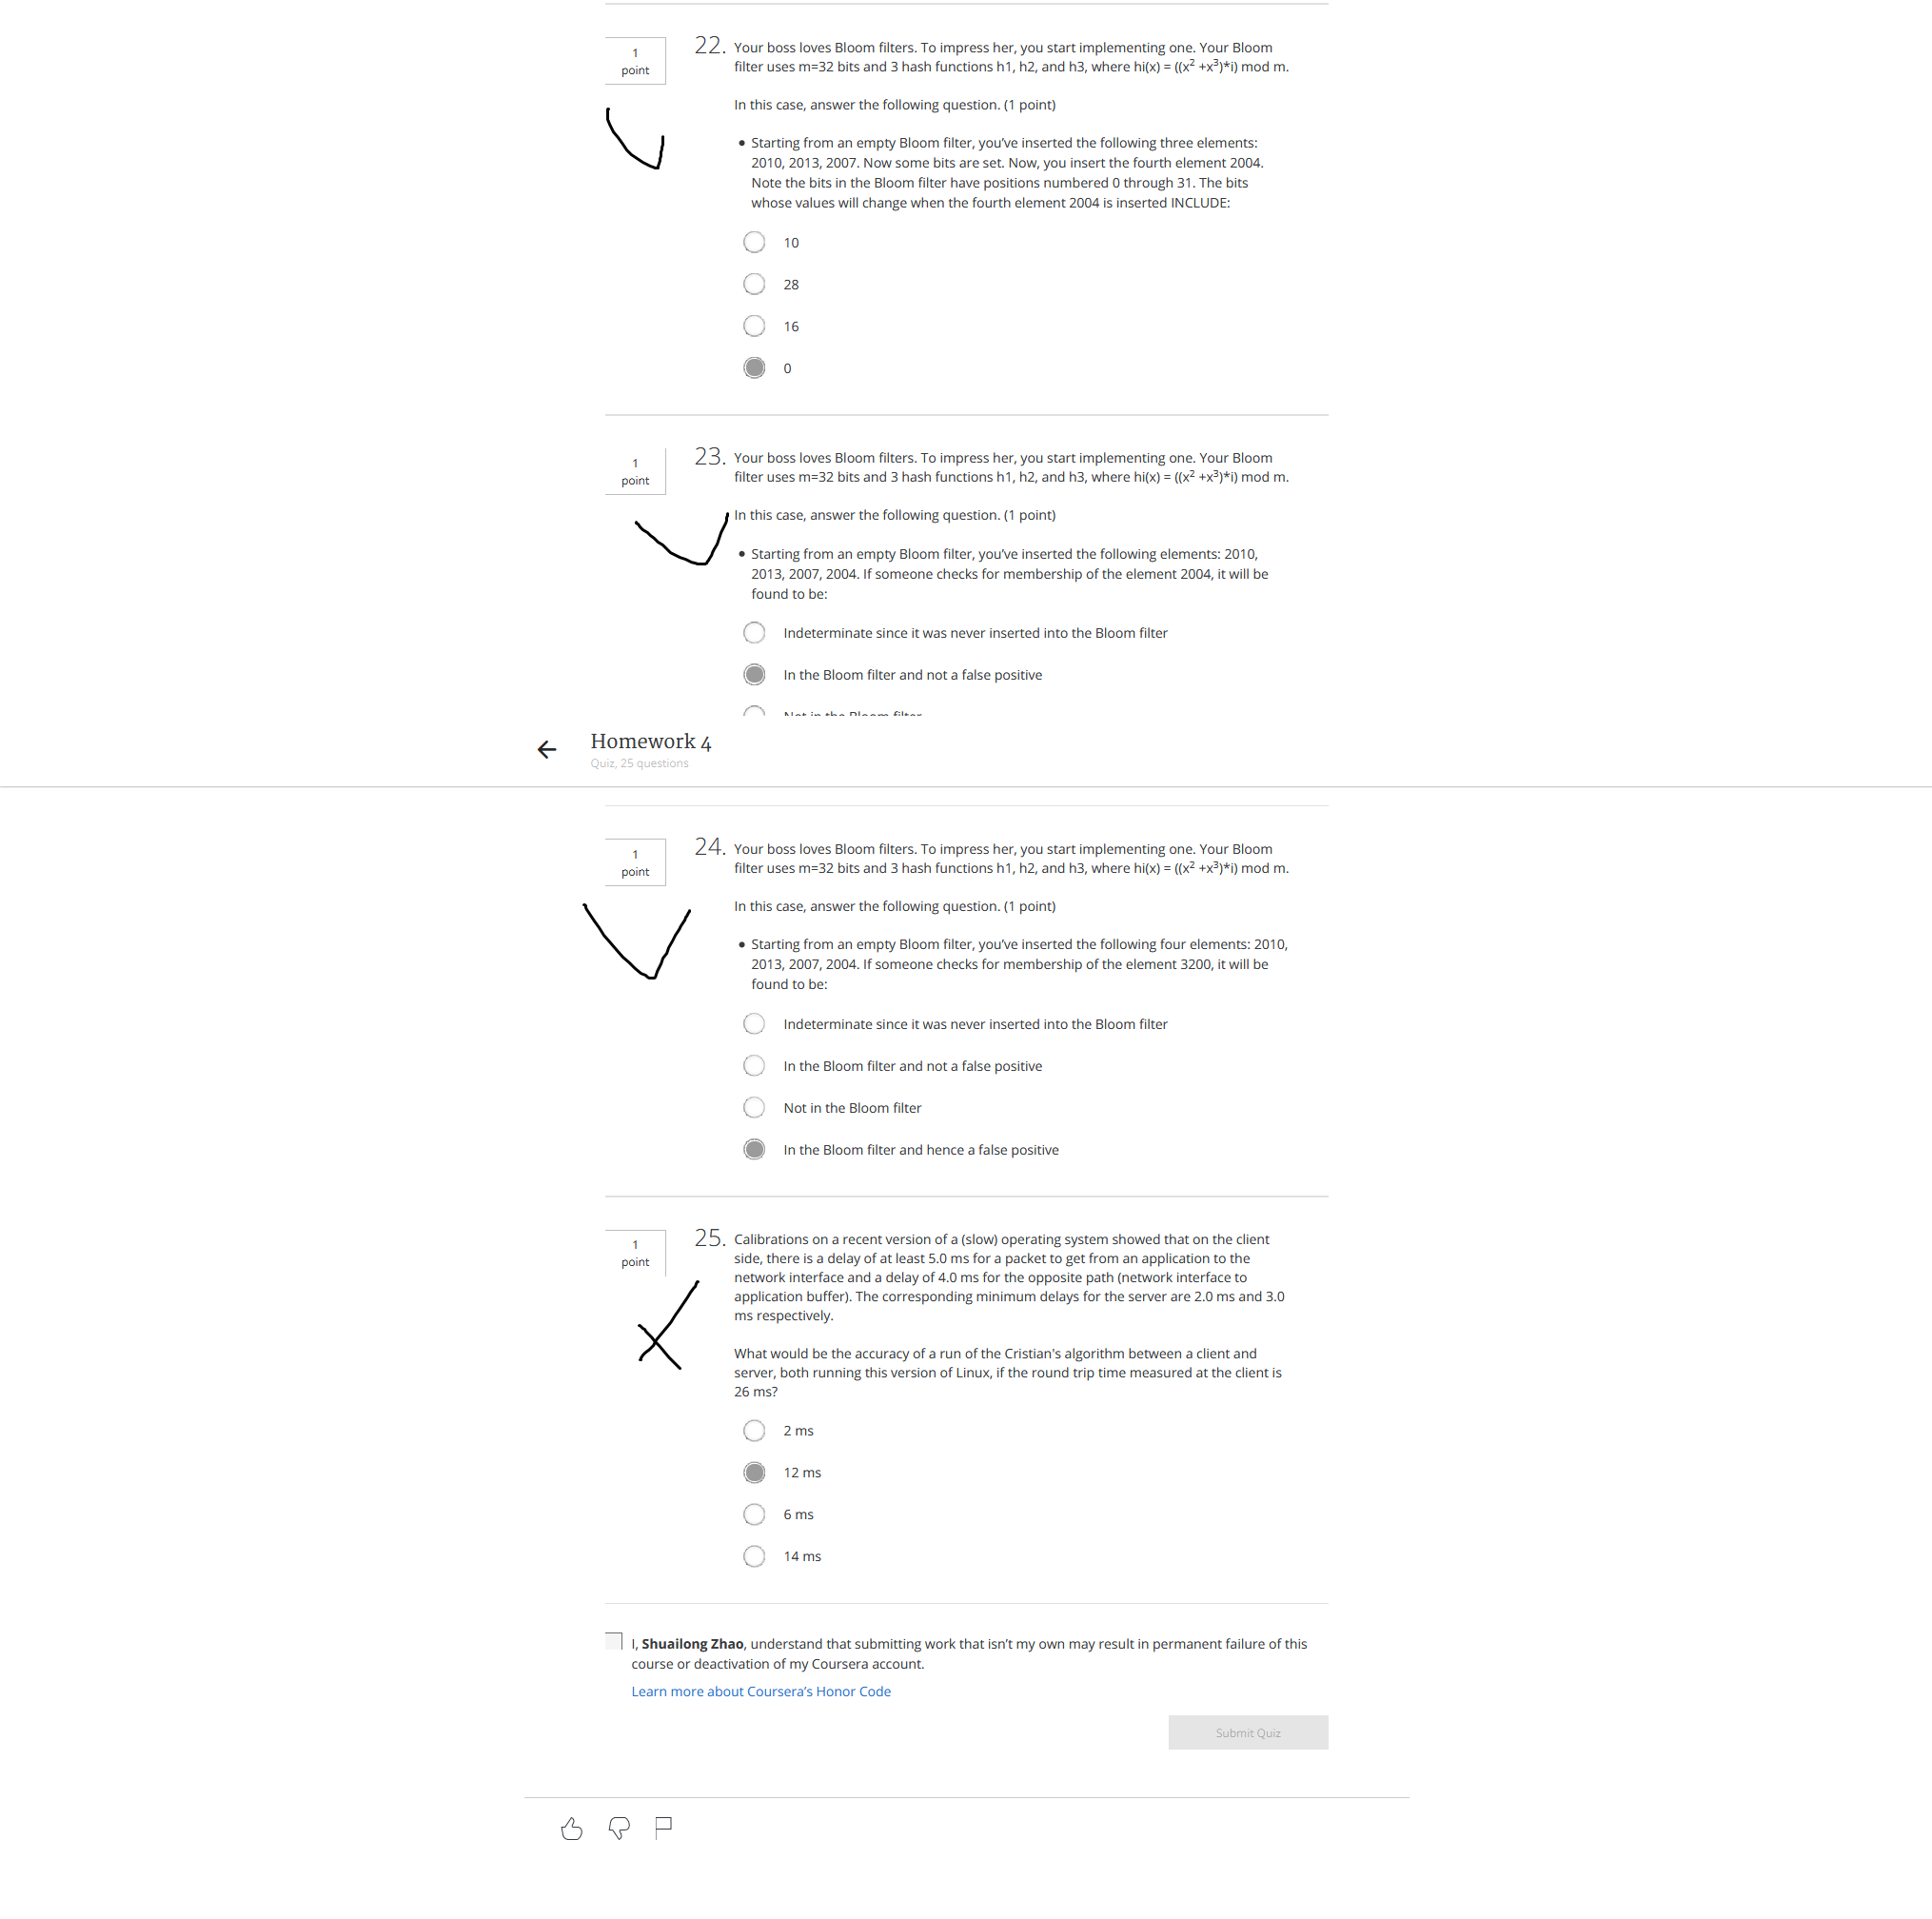 1
point
22. Your boss loves Bloom filters. To impress her, you start implementing one. Your Bloom
filter uses m=32 bits and 3 hash functions h1, h2, and h3, where hi(x) = ((x² +x³)*i) mod m.
In this case, answer the following question. (1 point)
• Starting from an empty Bloom filter, you've inserted the following three elements:
2010, 2013, 2007. Now some bits are set. Now, you insert the fourth element 2004.
Note the bits in the Bloom filter have positions numbered 0 through 31. The bits
whose values will change when the fourth element 2004 is inserted INCLUDE:
10
28
16
0
1
point
23. Your boss loves Bloom filters. To impress her, you start implementing one. Your Bloom
filter uses m=32 bits and 3 hash functions h1, h2, and h3, where hi(x) = ((x² +x³)*i) mod m.
In this case, answer the following question. (1 point)
• Starting from an empty Bloom filter, you've inserted the following elements: 2010,
2013, 2007, 2004. If someone checks for membership of the element 2004, it will be
found to be:
Indeterminate since it was never inserted into the Bloom filter
In the Bloom filter and not a false positive
Not in the Bloom filter
Homework 4
Quiz, 25 questions
1
point
24. Your boss loves Bloom filters. To impress her, you start implementing one. Your Bloom
filter uses m=32 bits and 3 hash functions h1, h2, and h3, where hi(x) = ((x² +x³)*i) mod m.
In this case, answer the following question. (1 point)
• Starting from an empty Bloom filter, you've inserted the following four elements: 2010,
2013, 2007, 2004. If someone checks for membership of the element 3200, it will be
found to be:
Indeterminate since it was never inserted into the Bloom filter
In the Bloom filter and not a false positive
Not in the Bloom filter
In the Bloom filter and hence a false positive
1
point
25. Calibrations on a recent version of a (slow) operating system showed that on the client
side, there is a delay of at least 5.0 ms for a packet to get from an application to the
network interface and a delay of 4.0 ms for the opposite path (network interface to
application buffer). The corresponding minimum delays for the server are 2.0 ms and 3.0
ms respectively.
What would be the accuracy of a run of the Cristian's algorithm between a client and
server, both running this version of Linux, if the round trip time measured at the client is
26 ms?
2 ms
12 ms
6 ms
14 ms
I, Shuailong Zhao, understand that submitting work that isn't my own may result in permanent failure of this
course or deactivation of my Coursera account.
Learn more about Coursera's Honor Code
Submit Quiz